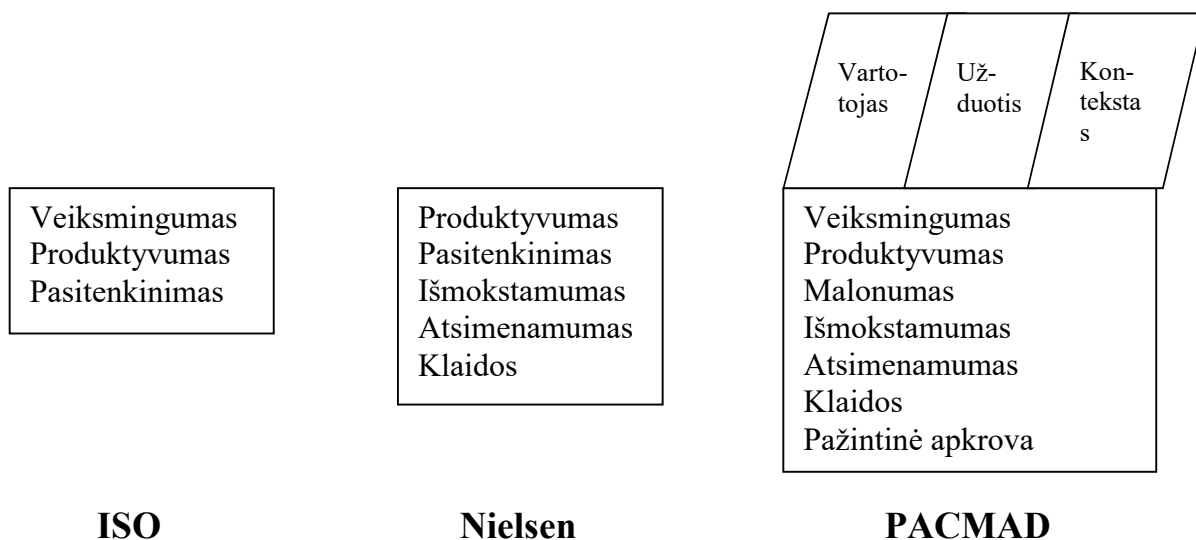 Varto-
tojas
Už-
duotis
Kon-
teksta
s
Veiksmingumas
Produktyvumas
Pasitenkinimas
Produktyvumas
Pasitenkinimas
Išmokstamumas
Atsimenamumas
Klaidos
Veiksmingumas
Produktyvumas
Malonumas
Išmokstamumas
Atsimenamumas
Klaidos
Pažintinė apkrova
ISO
Nielsen
PACMAD